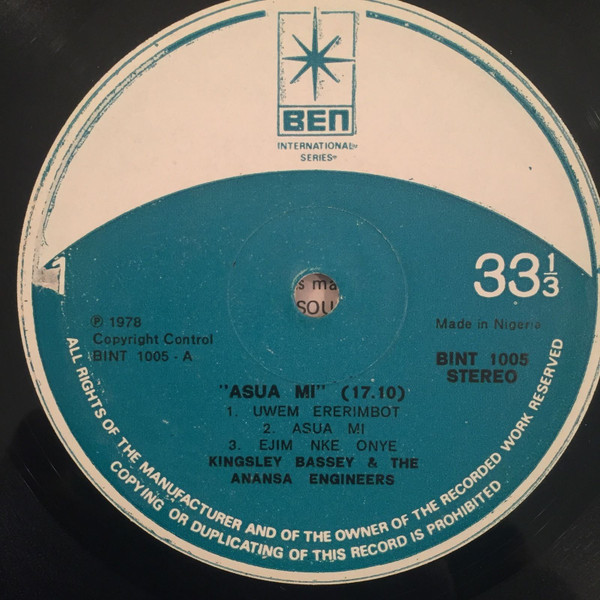 BEN
INTERNATIONAL
SERIES
1
33⅓
℗ 1978
Copyright Control
BINT 1005 - A
Made in Nigeria
BINT 1005
STEREO
"ASUA MI" (17.10)
1. UWEM ERERIMBOT
2. ASUA MI
3. EJIM NKE ONYE
KINGSLEY BASSEY & THE
ANANSA ENGINEERS
ALL RIGHTS OF THE MANUFACTURER AND OF THE OWNER OF THE RECORDED WORK RESERVED
COPYING OR DUPLICATING OF THIS RECORD IS PROHIBITED
s ma
SOU